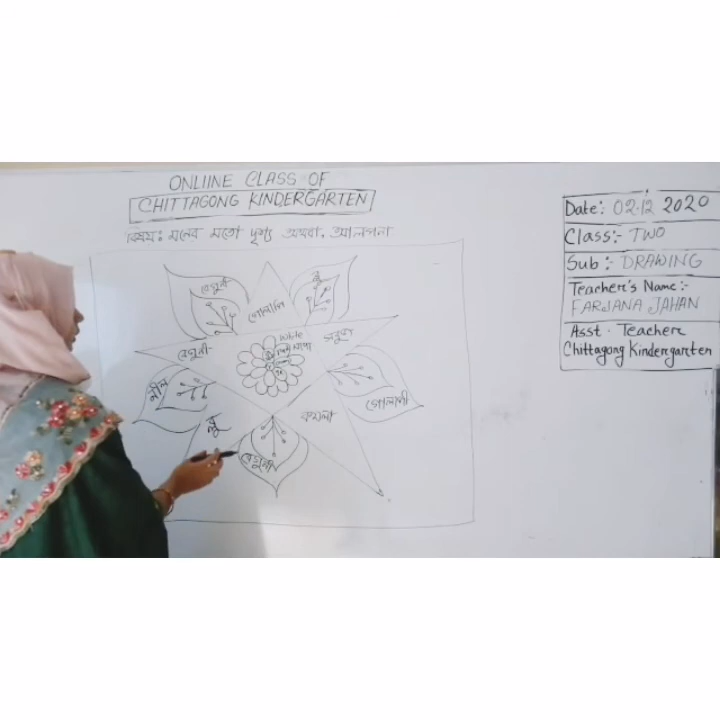 ONLIINE CLASS OF
CHITTAGONG KINDERGARTEN
বিষয়: মনের মতো দৃশ্য অথবা, আলপনা
Date: 02.12 2020
Class:- TWO
Sub: DRAWING
Teacher's Name:-
FARJANA JAHAN
Asst. Teacher
Chittagong Kindergarten
বেগুনী
গোলাপি
সবুজ
বেগুনী
নীল
গোলাপী
ব্লু
কমলা
বেগুনী